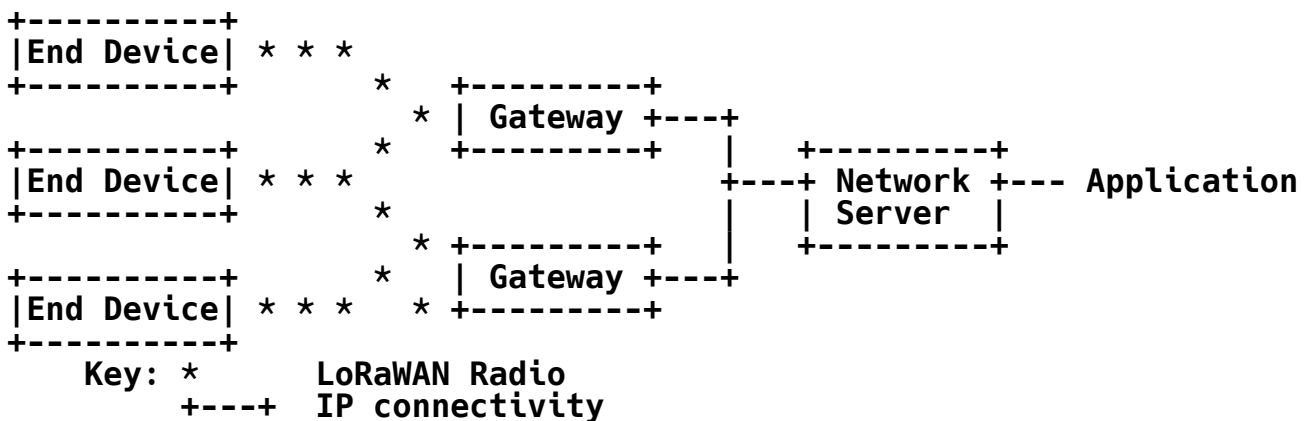 +----------+
|End Device| * * *
+----------+       *   +---------+
                     * | Gateway +---+
+----------+       *   +---------+   |   +---------+
|End Device| * * *                   +---+ Network +--- Application
+----------+       *                 |   | Server  |
                     * +---------+   |   +---------+
+----------+       *   | Gateway +---+
|End Device| * * *   * +---------+
+----------+
    Key: *      LoRaWAN Radio
         +---+  IP connectivity